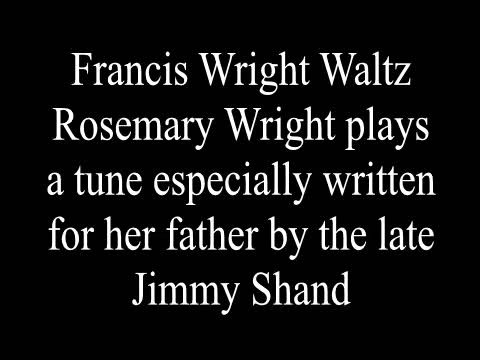 Francis Wright Waltz
Rosemary Wright plays
a tune especially written
for her father by the late
Jimmy Shand